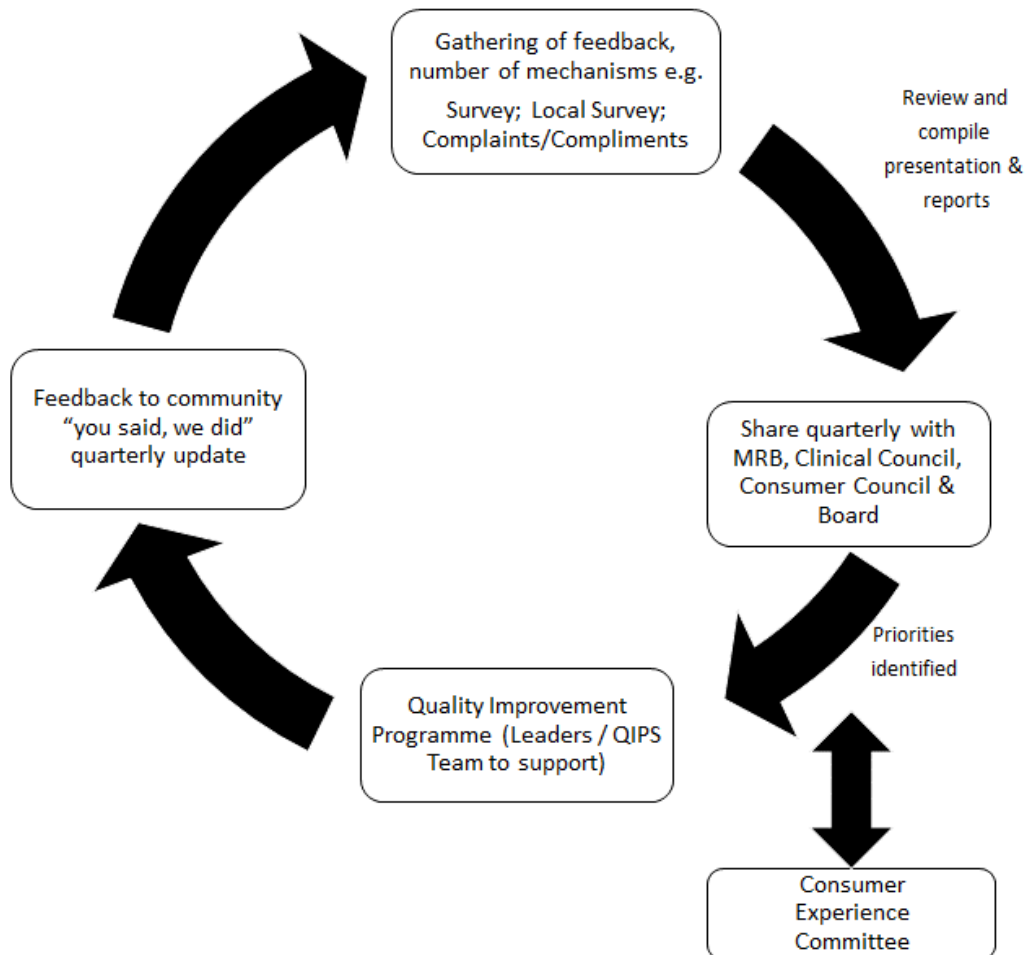 Gathering of feedback,
number of mechanisms e.g.
Survey; Local Survey;
Complaints/Compliments
Review and
compile
presentation &
reports
Share quarterly with
MRB, Clinical Council,
Consumer Council &
Board
Priorities
identified
Consumer
Experience
Committee
Quality Improvement
Programme (Leaders / QIPS
Team to support)
Feedback to community
“you said, we did”
quarterly update